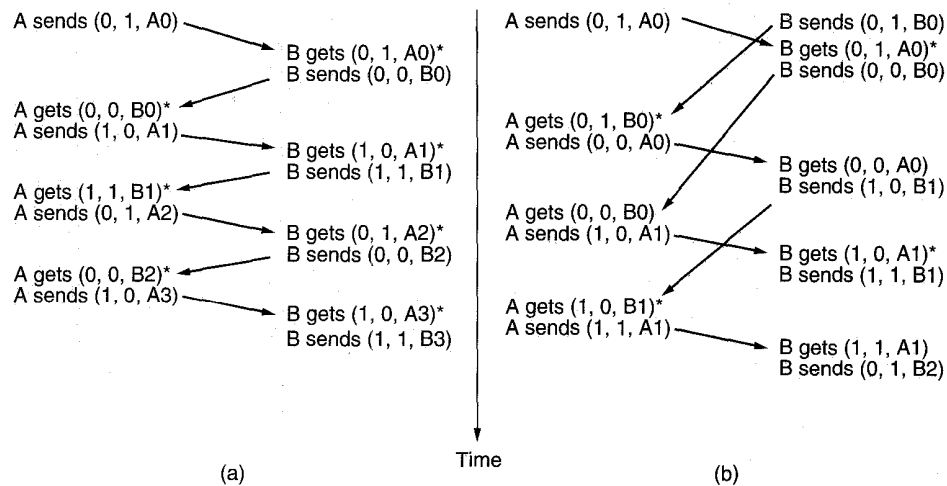 A sends (0, 1, A0)
B gets (0, 1, A0)*
B sends (0, 0, B0)
A gets (0, 0, B0)*
A sends (1, 0, A1)
B gets (1, 0, A1)*
B sends (1, 1, B1)
A gets (1, 1, B1)*
A sends (0, 1, A2)
B gets (0, 1, A2)*
B sends (0, 0, B2)
A gets (0, 0, B2)*
A sends (1, 0, A3)
B gets (1, 0, A3)*
B sends (1, 1, B3)
(a)
Time
A sends (0, 1, A0)
B sends (0, 1, B0)
B gets (0, 1, A0)*
B sends (0, 0, B0)
A gets (0, 1, B0)*
A sends (0, 0, A0)
B gets (0, 0, A0)
B sends (1, 0, B1)
A gets (0, 0, B0)
A sends (1, 0, A1)
B gets (1, 0, A1)*
B sends (1, 1, B1)
A gets (1, 0, B1)*
A sends (1, 1, A1)
B gets (1, 1, A1)
B sends (0, 1, B2)
(b)